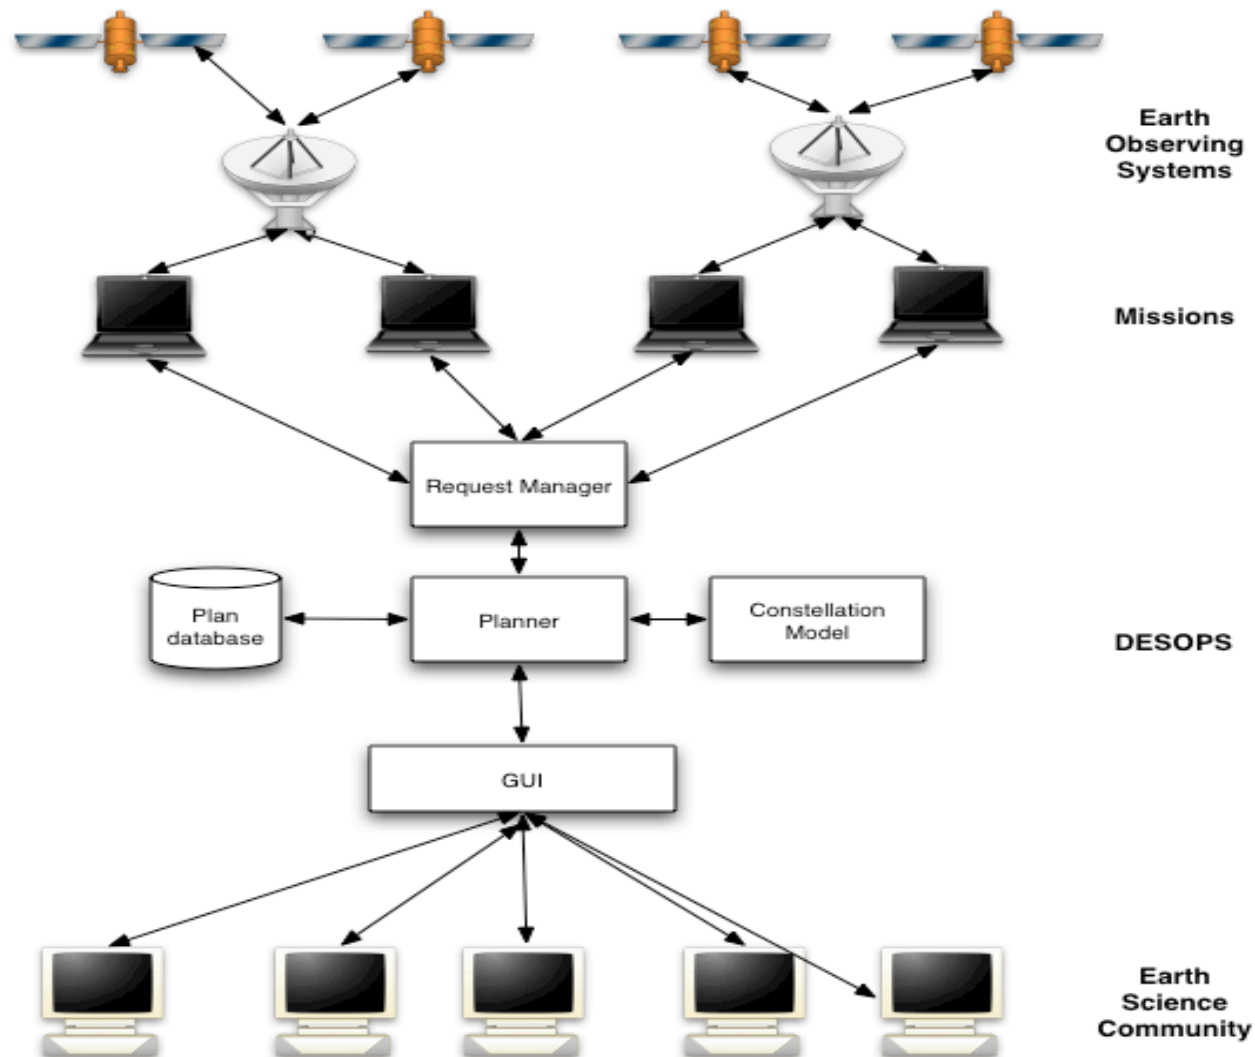 Earth
Observing
Systems
Missions
Request Manager
Plan
database
Planner
Constellation
Model
DESOPS
GUI
Earth
Science
Community